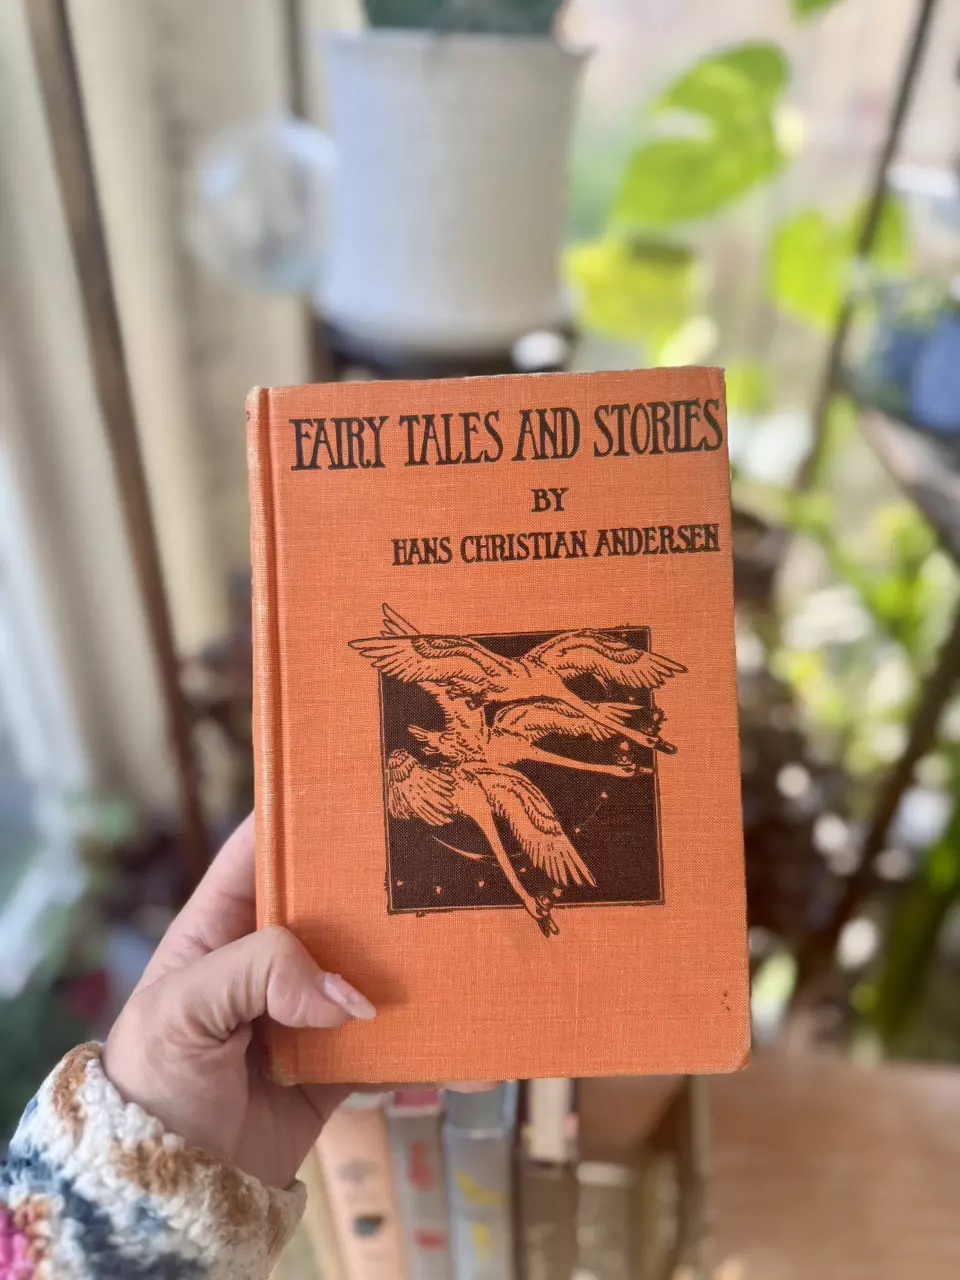 FAIRY TALES AND STORIES
BY
HANS CHRISTIAN ANDERSEN